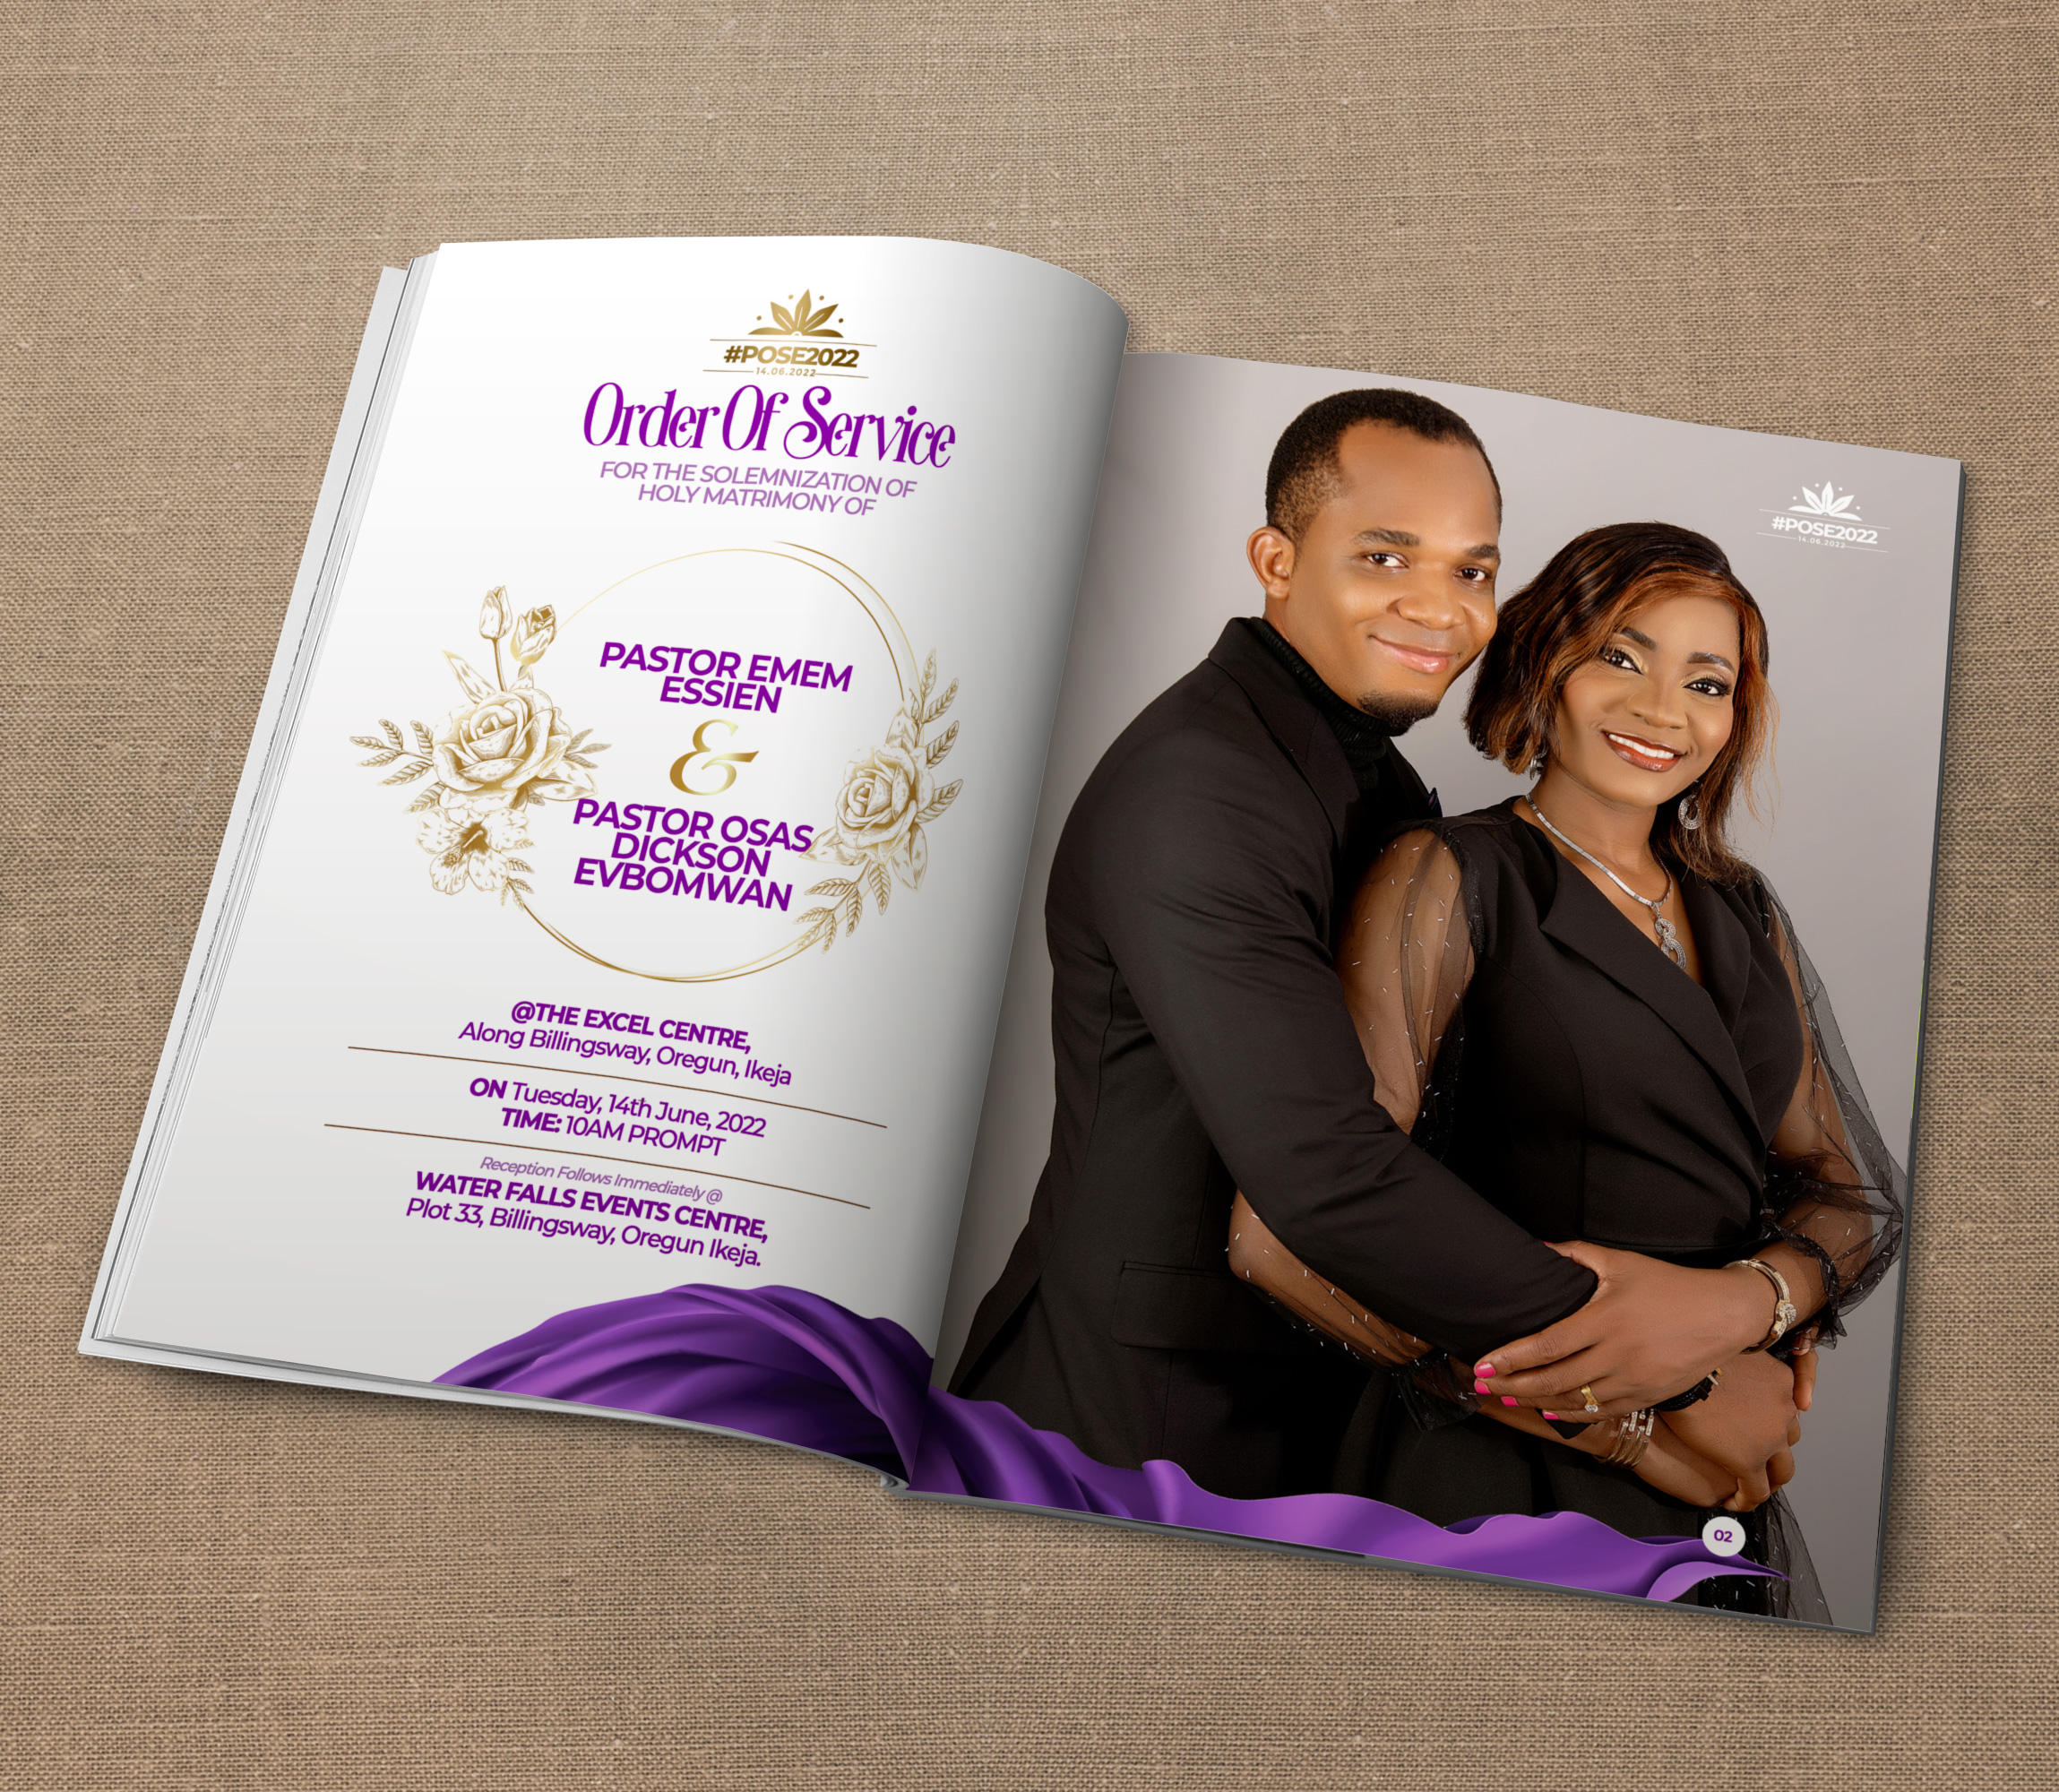 #POSE2022
14.06.2022
Order Of Service
FOR THE SOLEMNIZATION OF
HOLY MATRIMONY OF
PASTOR EMEM
ESSIEN
&
PASTOR OSAS
DICKSON
EVBOMWAN
@THE EXCEL CENTRE,
Along Billingsway, Oregun, Ikeja
ON Tuesday, 14th June, 2022
TIME: 10AM PROMPT
Reception Follows Immediately @
WATER FALLS EVENTS CENTRE,
Plot 33, Billingsway, Oregun Ikeja.
#POSE2022
14.06.2022
02